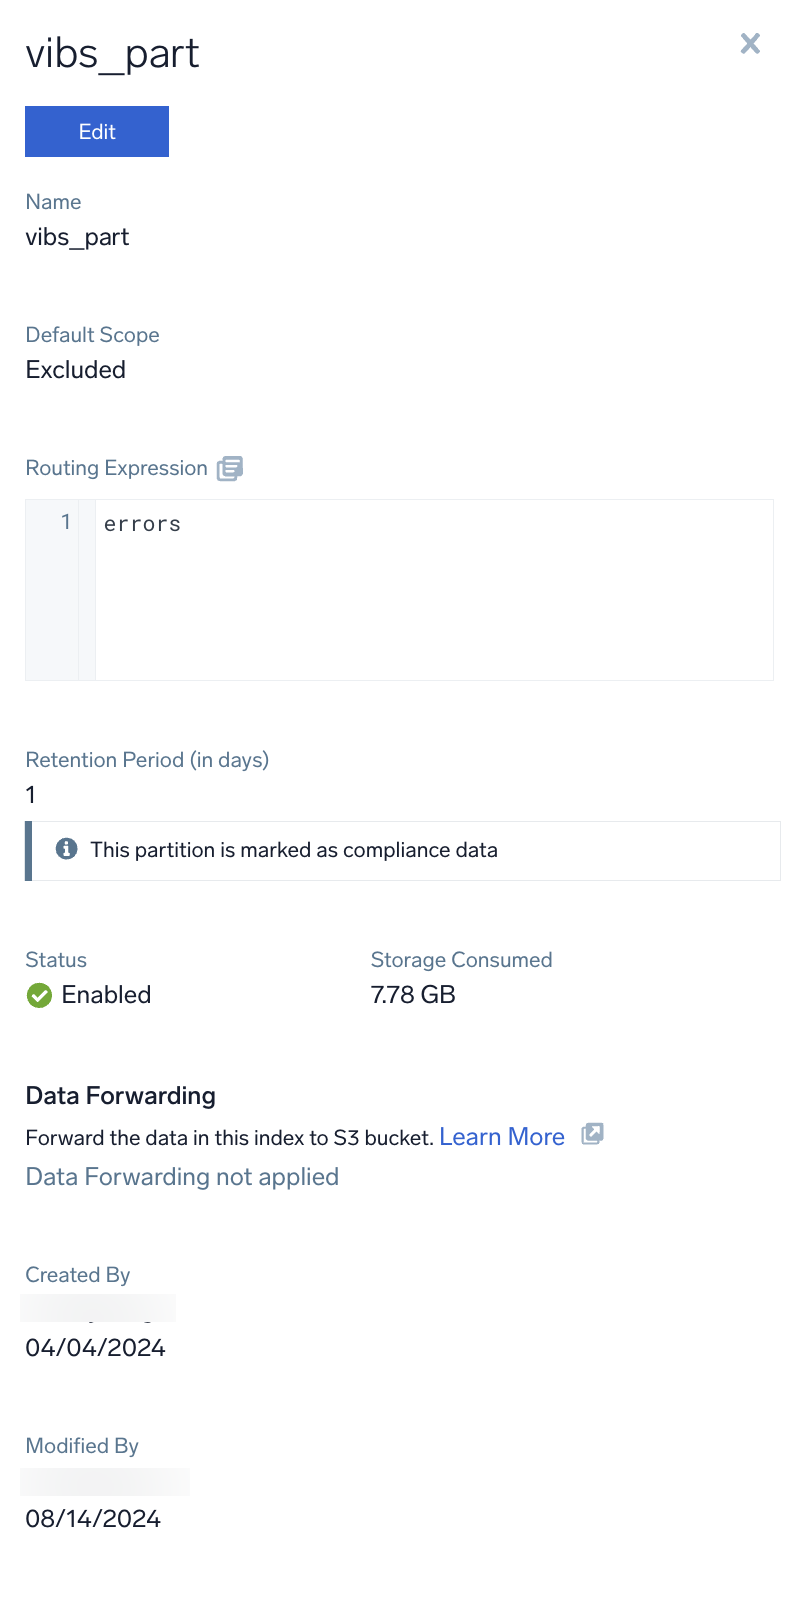 vibs_part
Edit
Name
vibs_part
Default Scope
Excluded
Routing Expression
1 errors
Retention Period (in days)
1
This partition is marked as compliance data
Status Storage Consumed
Enabled 7.78 GB
Data Forwarding
Forward the data in this index to S3 bucket. Learn More
Data Forwarding not applied
Created By
04/04/2024
Modified By
08/14/2024